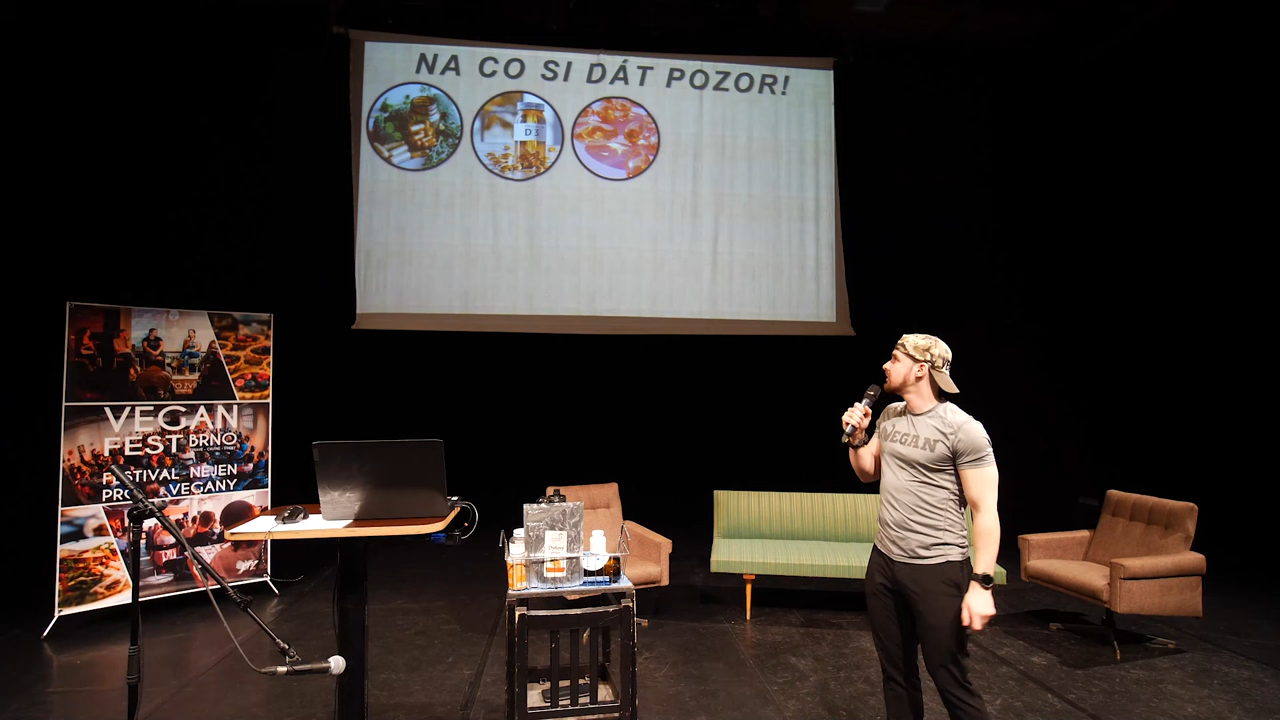 NA CO SI DÁT POZOR!
D3
VEGAN
FEST BRNO
FESTIVAL NEJEN
PRO VEGANY
VEGAN